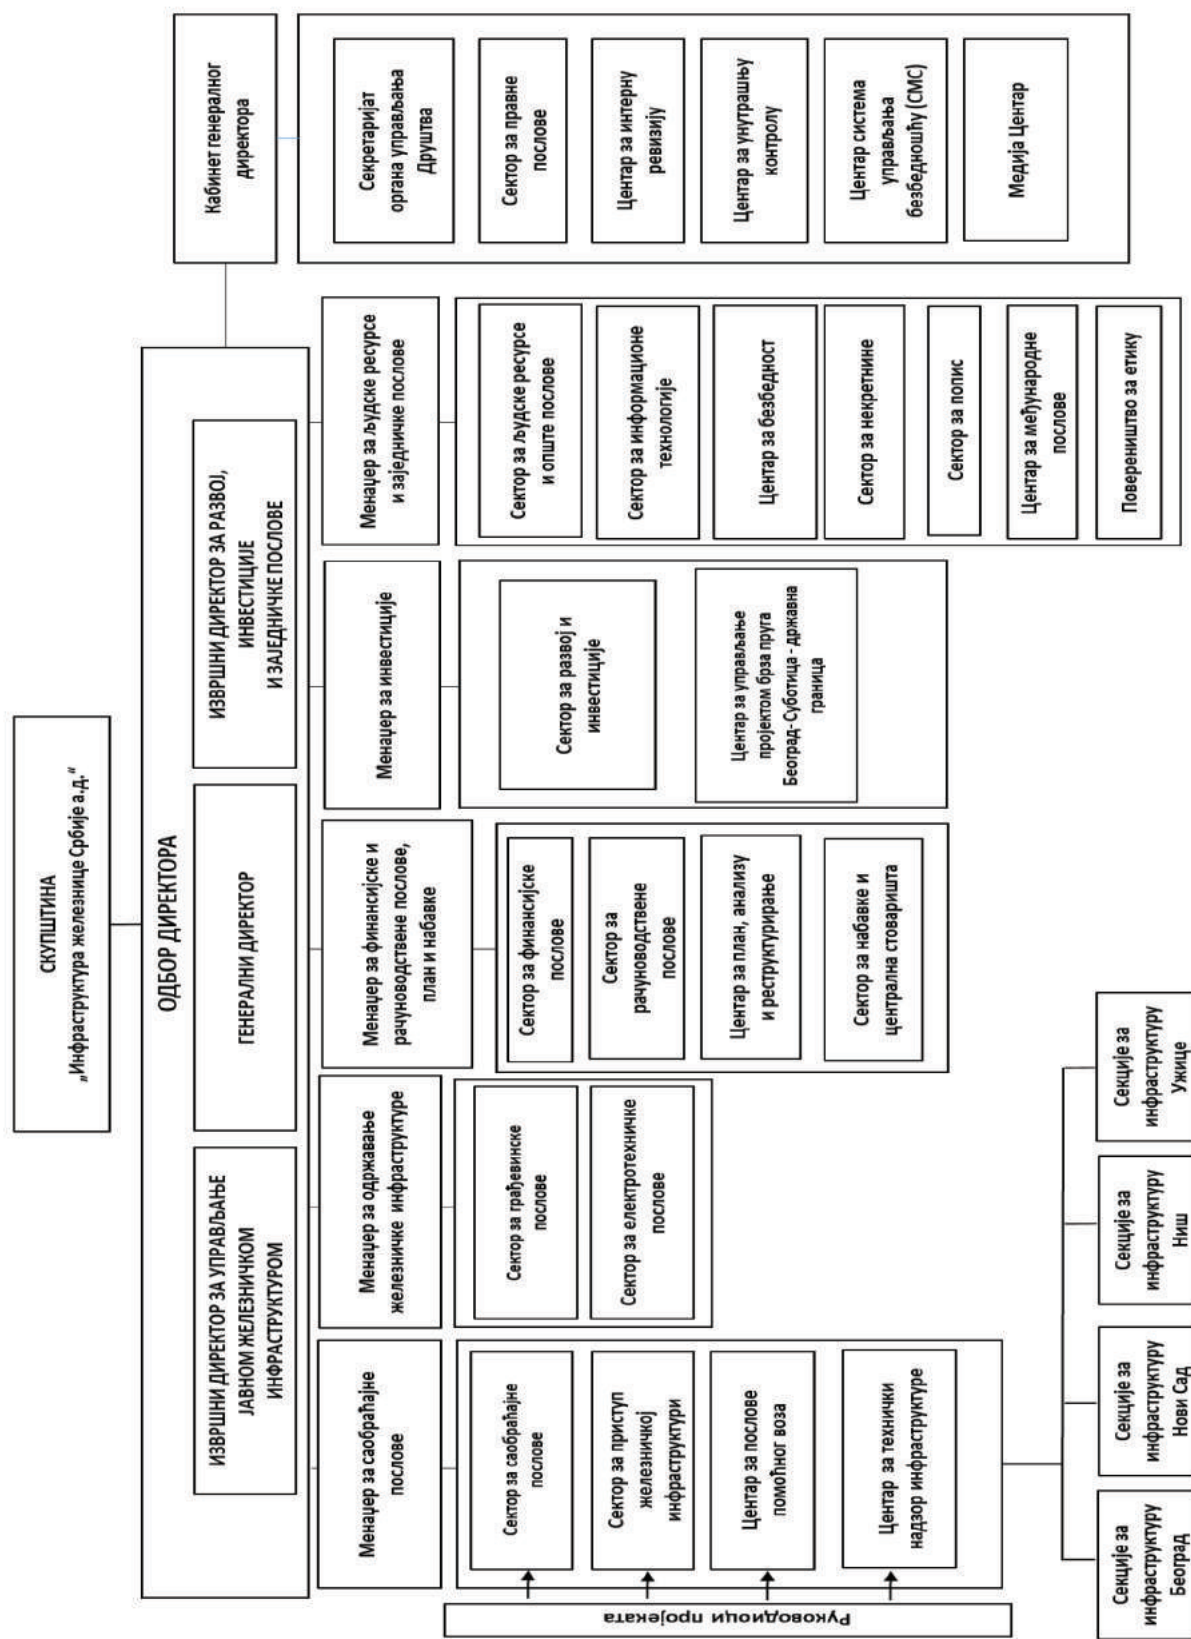 СКУПШТИНА
„Инфраструктура железнице Србије а.д.“
ОДБОР ДИРЕКТОРА
ИЗВРШНИ ДИРЕКТОР ЗА УПРАВЉАЊЕ
ЈАВНОМ ЖЕЛЕЗНИЧКОМ
ИНФРАСТРУКТУРОМ
ГЕНЕРАЛНИ ДИРЕКТОР
ИЗВРШНИ ДИРЕКТОР ЗА РАЗВОЈ,
ИНВЕСТИЦИЈЕ
И ЗАЈЕДНИЧКЕ ПОСЛОВЕ
Кабинет генералног
директора
Секретаријат
органа управљања
Друштва
Сектор за правне
послове
Центар за интерну
ревизију
Центар за унутрашњу
контролу
Центар система
управљања
безбедношћу (СМС)
Медија Центар
Менаџер за саобраћајне
послове
Сектор за саобраћајне
послове
Сектор за приступ
железничкој
инфраструктури
Центар за послове
помоћног воза
Центар за технички
надзор инфраструктуре
Руководиоци пројеката
Менаџер за одржавање
железничке инфраструктуре
Сектор за грађевинске
послове
Сектор за електротехничке
послове
Менаџер за финансијске и
рачуноводствене послове,
план и набавке
Сектор за финансијске
послове
Сектор за
рачуноводствене
послове
Центар за план, анализу
и реструктурирање
Сектор за набавке и
централна стоваришта
Менаџер за инвестиције
Сектор за развој и
инвестиције
Центар за управљање
пројектом брза пруга
Београд-Суботица - државна
граница
Менаџер за људске ресурсе
и заједничке послове
Сектор за људске ресурсе
и опште послове
Сектор за информационе
технологије
Центар за безбедност
Сектор за некретнине
Сектор за попис
Центар за међународне
послове
Повереништво за етику
Секције за
инфраструктуру
Београд
Секције за
инфраструктуру
Нови Сад
Секције за
инфраструктуру
Ниш
Секције за
инфраструктуру
Ужице